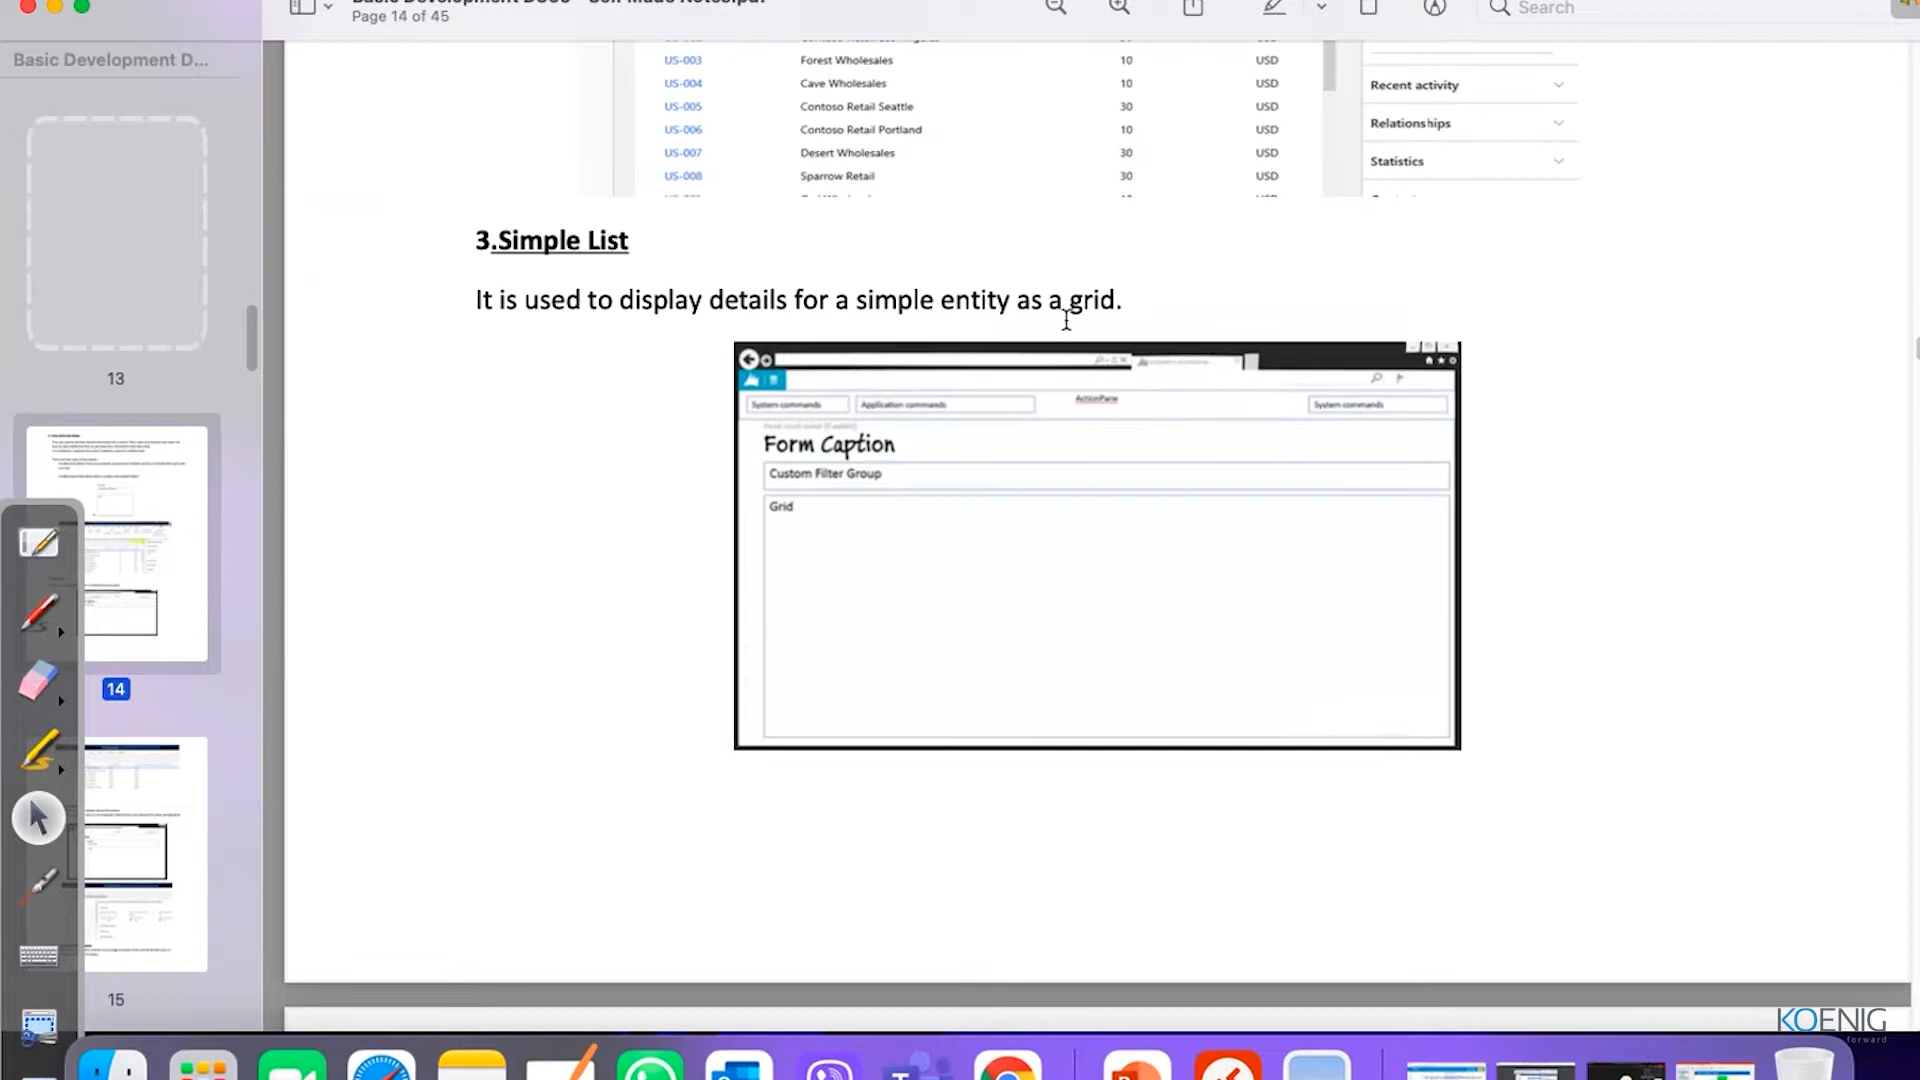 Page 14 of 45
Search
Basic Development D...
US-003 Forest Wholesales 10 USD
US-004 Cave Wholesales 10 USD
US-005 Contoso Retail Seattle 30 USD
US-006 Contoso Retail Portland 10 USD
US-007 Desert Wholesales 30 USD
US-008 Sparrow Retail 30 USD
Recent activity
Relationships
Statistics
3.Simple List
It is used to display details for a simple entity as a grid.
System commands
Application commands
ActionPane
System commands
Form Caption
Custom Filter Group
Grid
13
14
15
KOENIG
forward